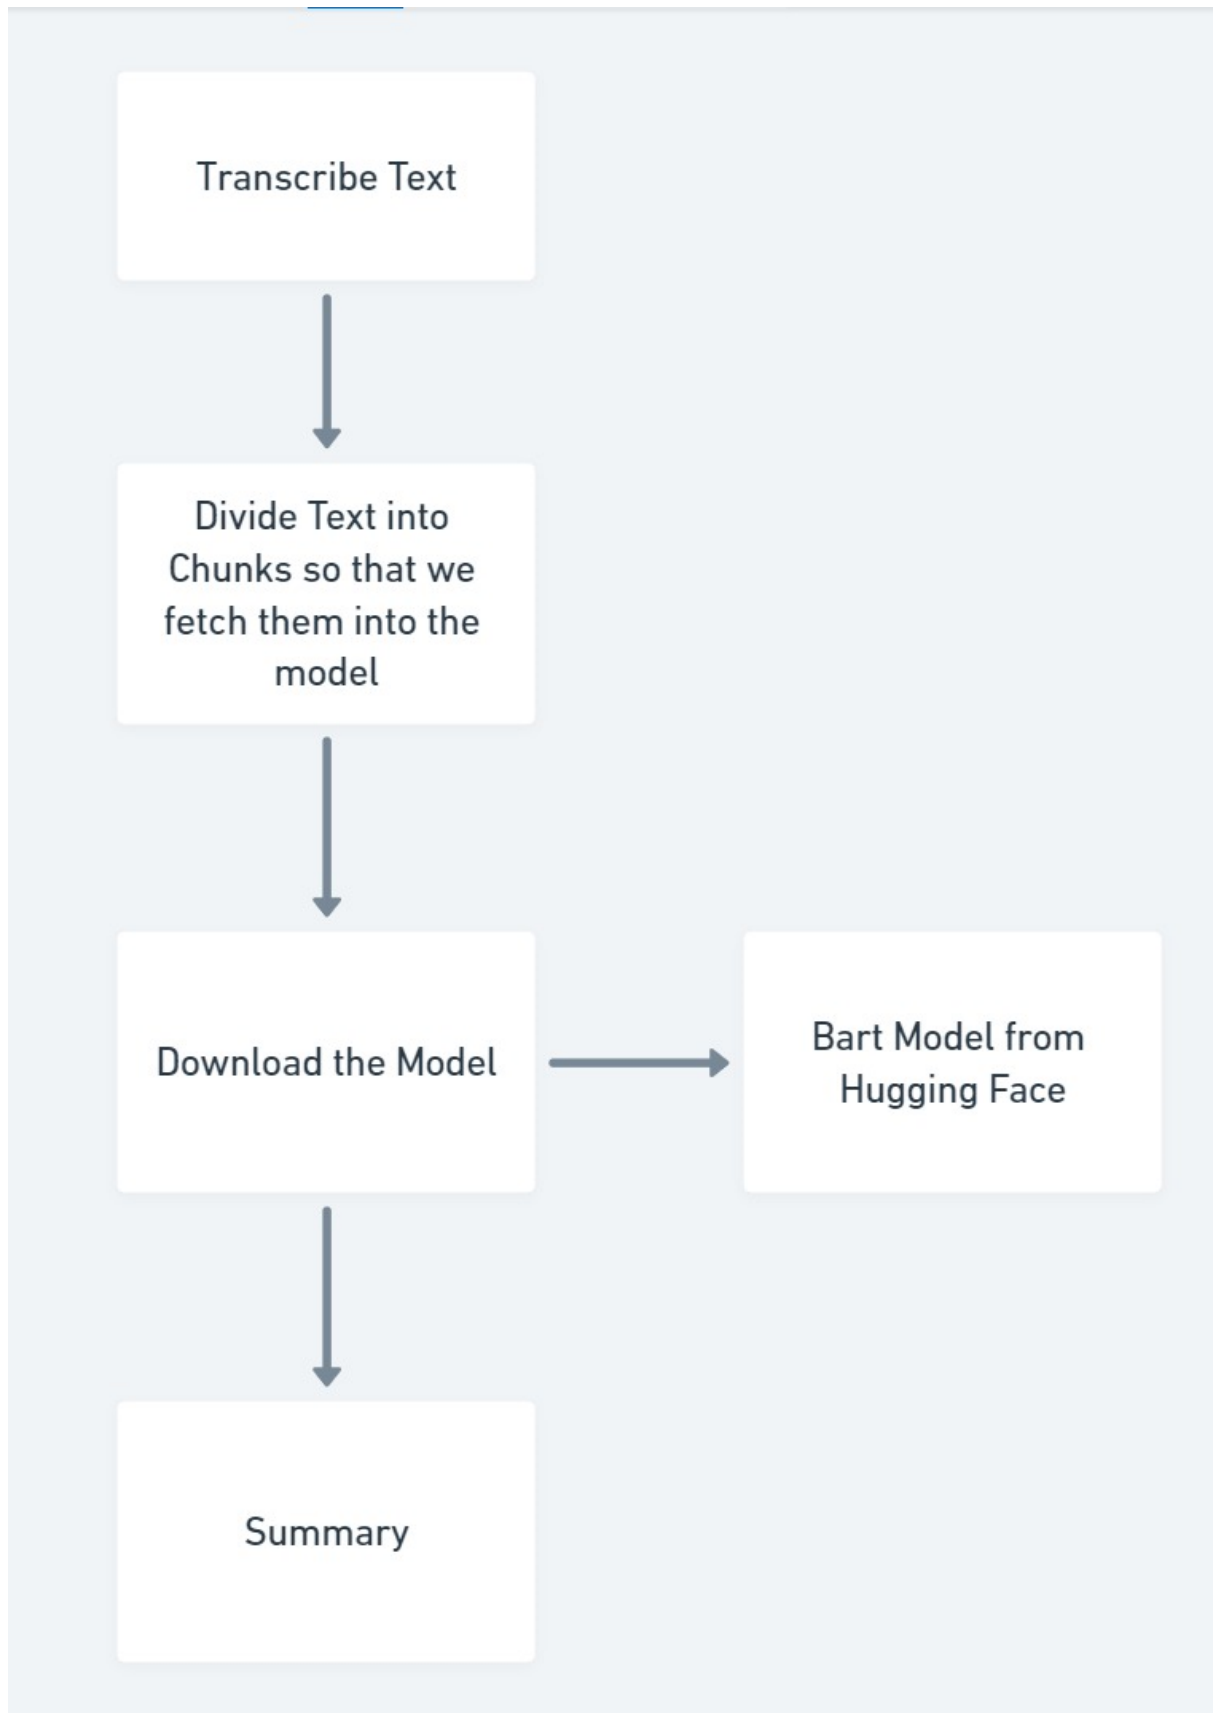 Transcribe Text
Divide Text into
Chunks so that we
fetch them into the
model
Download the Model
Bart Model from
Hugging Face
Summary